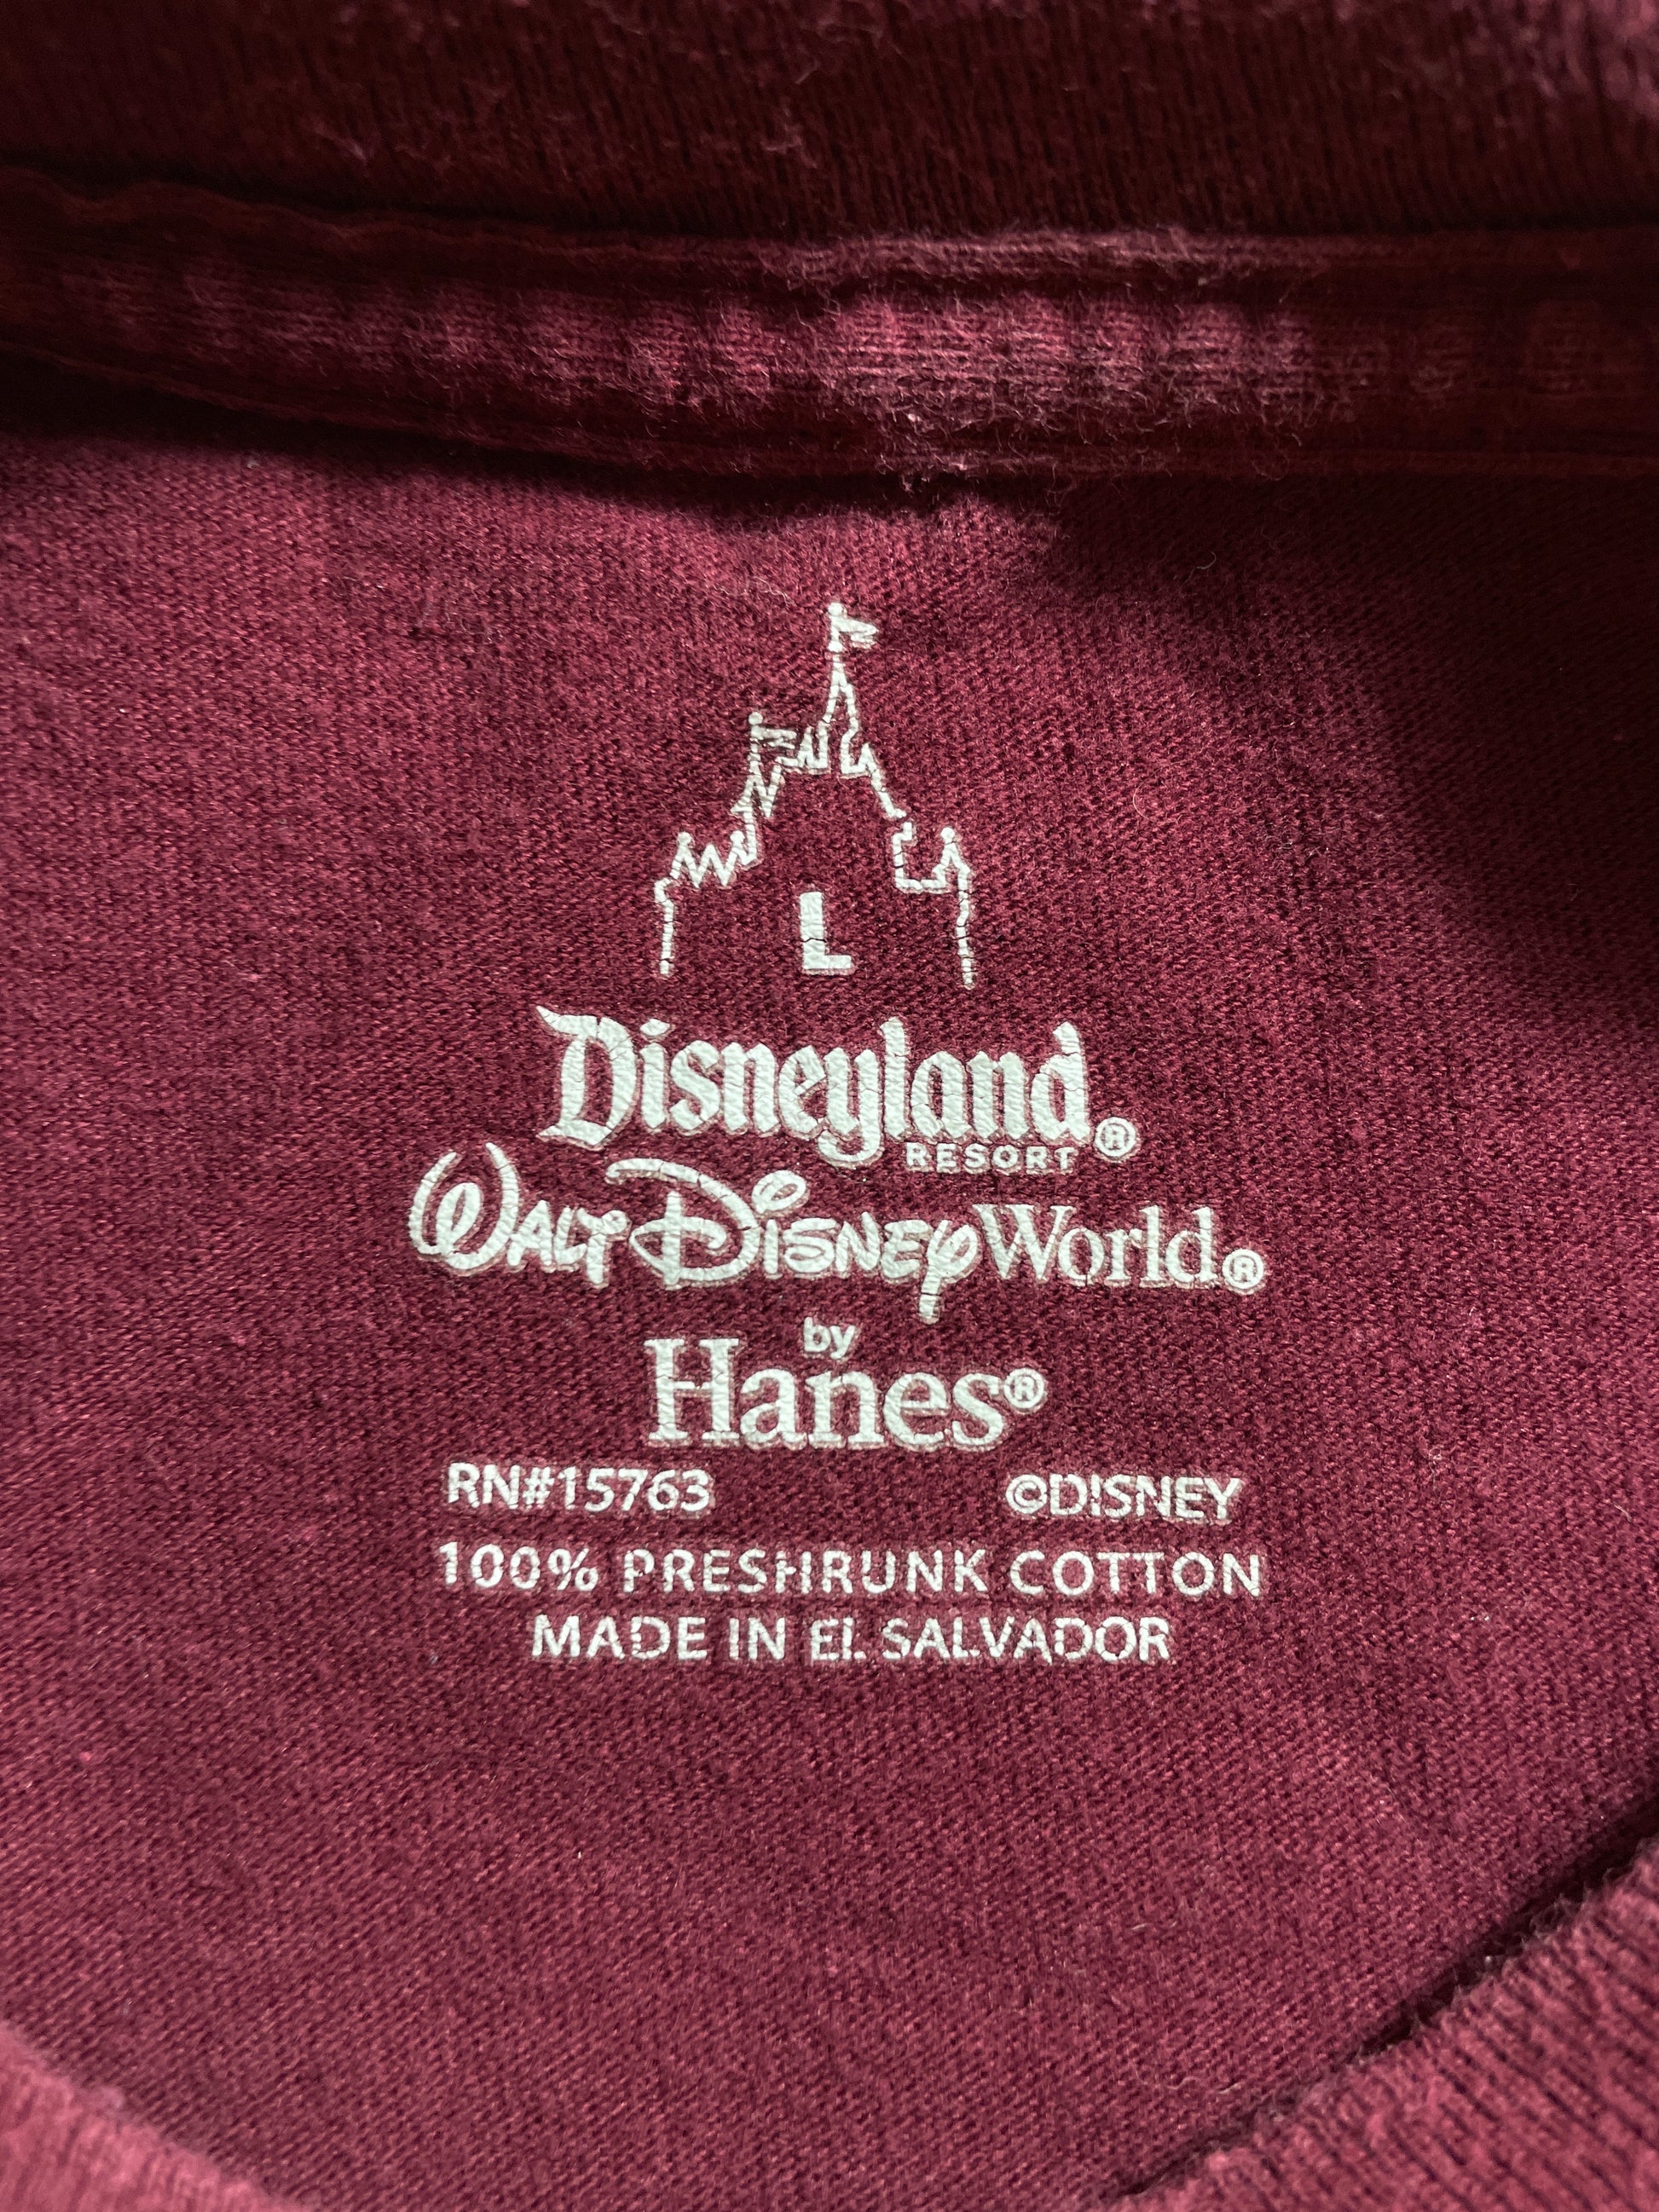 L
Disneyland®
RESORT
WALT DISNEY World®
by
Hanes®
RN#15763 ©DISNEY
100% PRESHRUNK COTTON
MADE IN EL SALVADOR